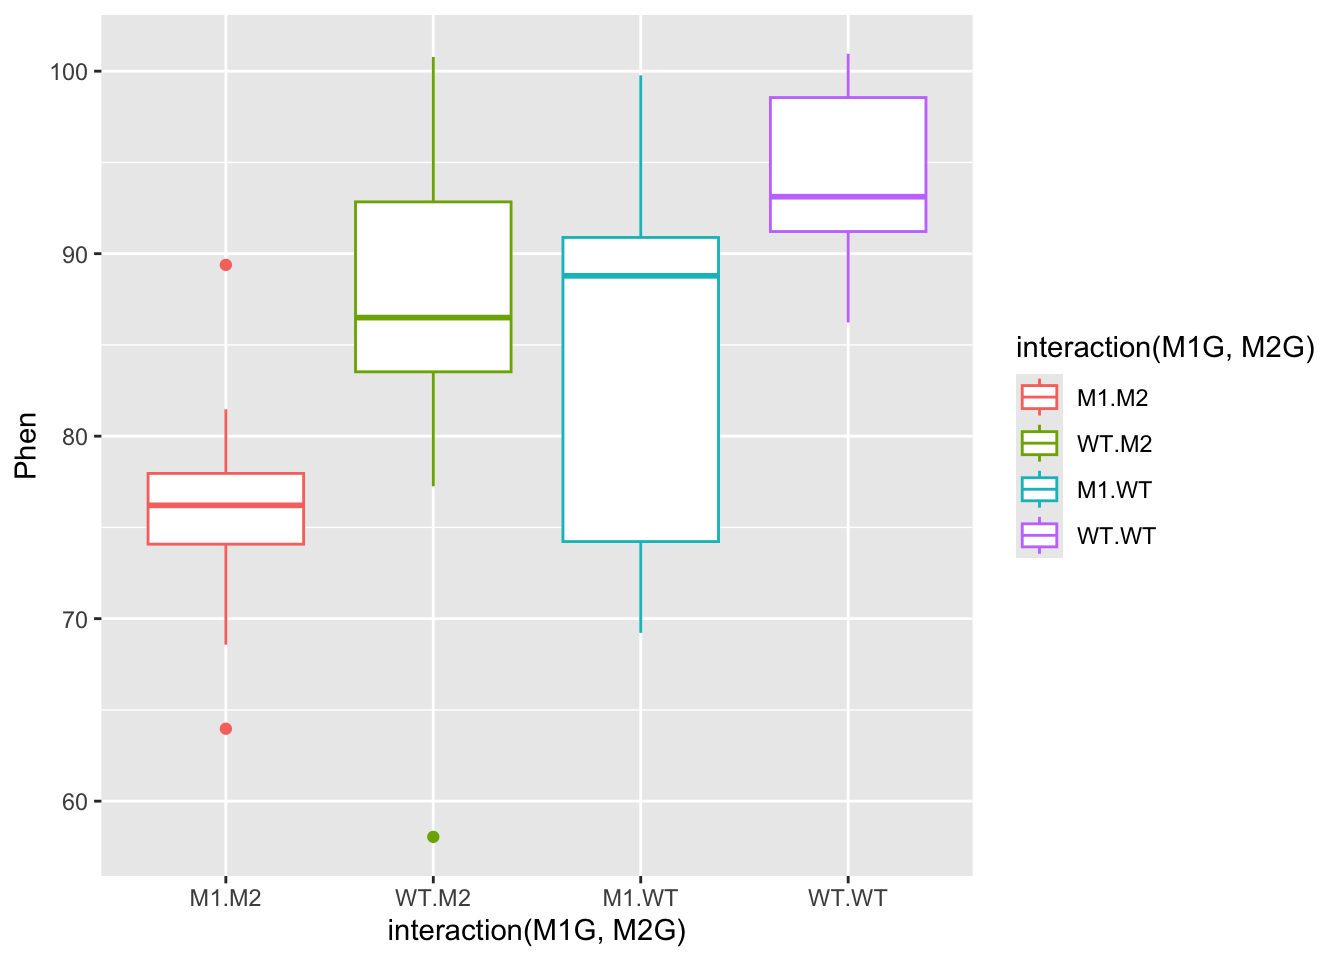 100
90
80
70
60
Phen
M1.M2
WT.M2
M1.WT
WT.WT
interaction(M1G, M2G)
interaction(M1G, M2G)
M1.M2
WT.M2
M1.WT
WT.WT